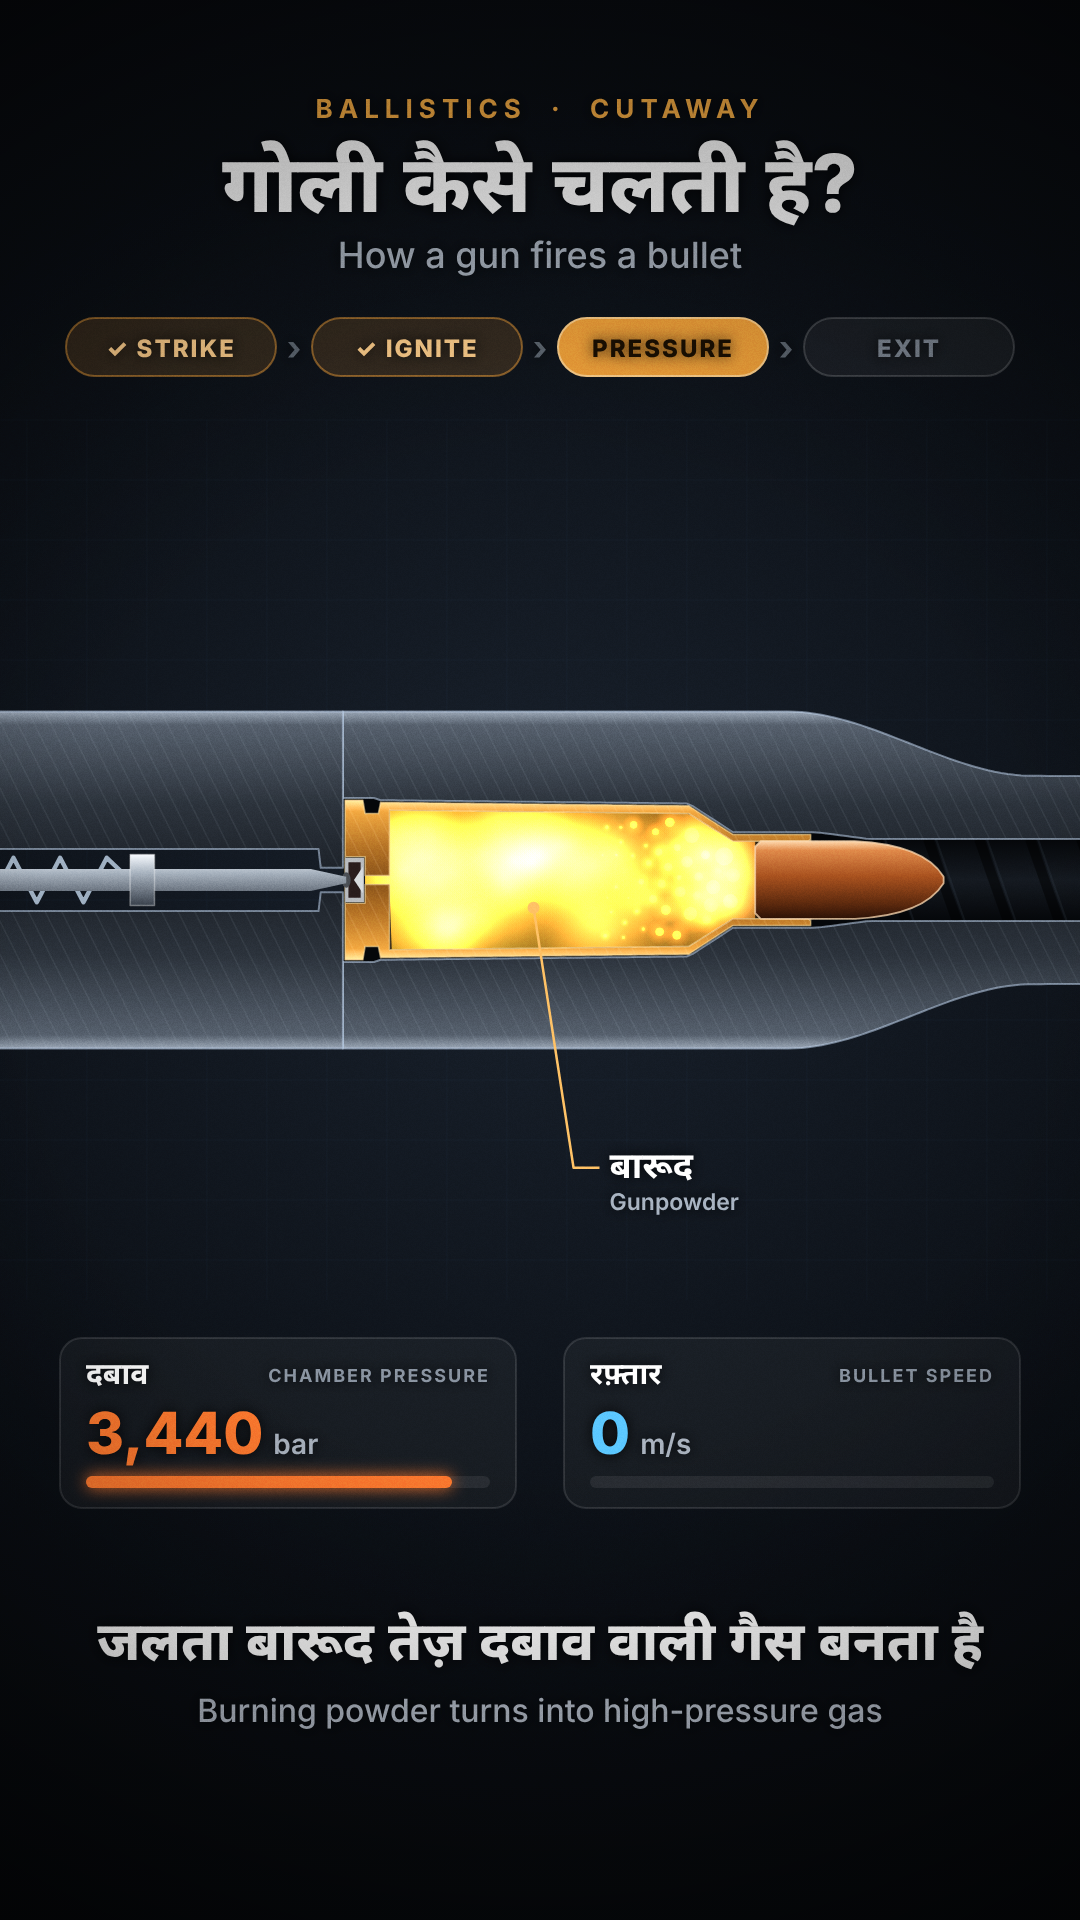 BALLISTICS · CUTAWAY
गोली कैसे चलती है?
How a gun fires a bullet
✓ STRIKE › ✓ IGNITE › PRESSURE › EXIT
बारूद
Gunpowder
दबाव CHAMBER PRESSURE
3,440 bar
रफ़्तार BULLET SPEED
0 m/s
जलता बारूद तेज़ दबाव वाली गैस बनता है
Burning powder turns into high-pressure gas